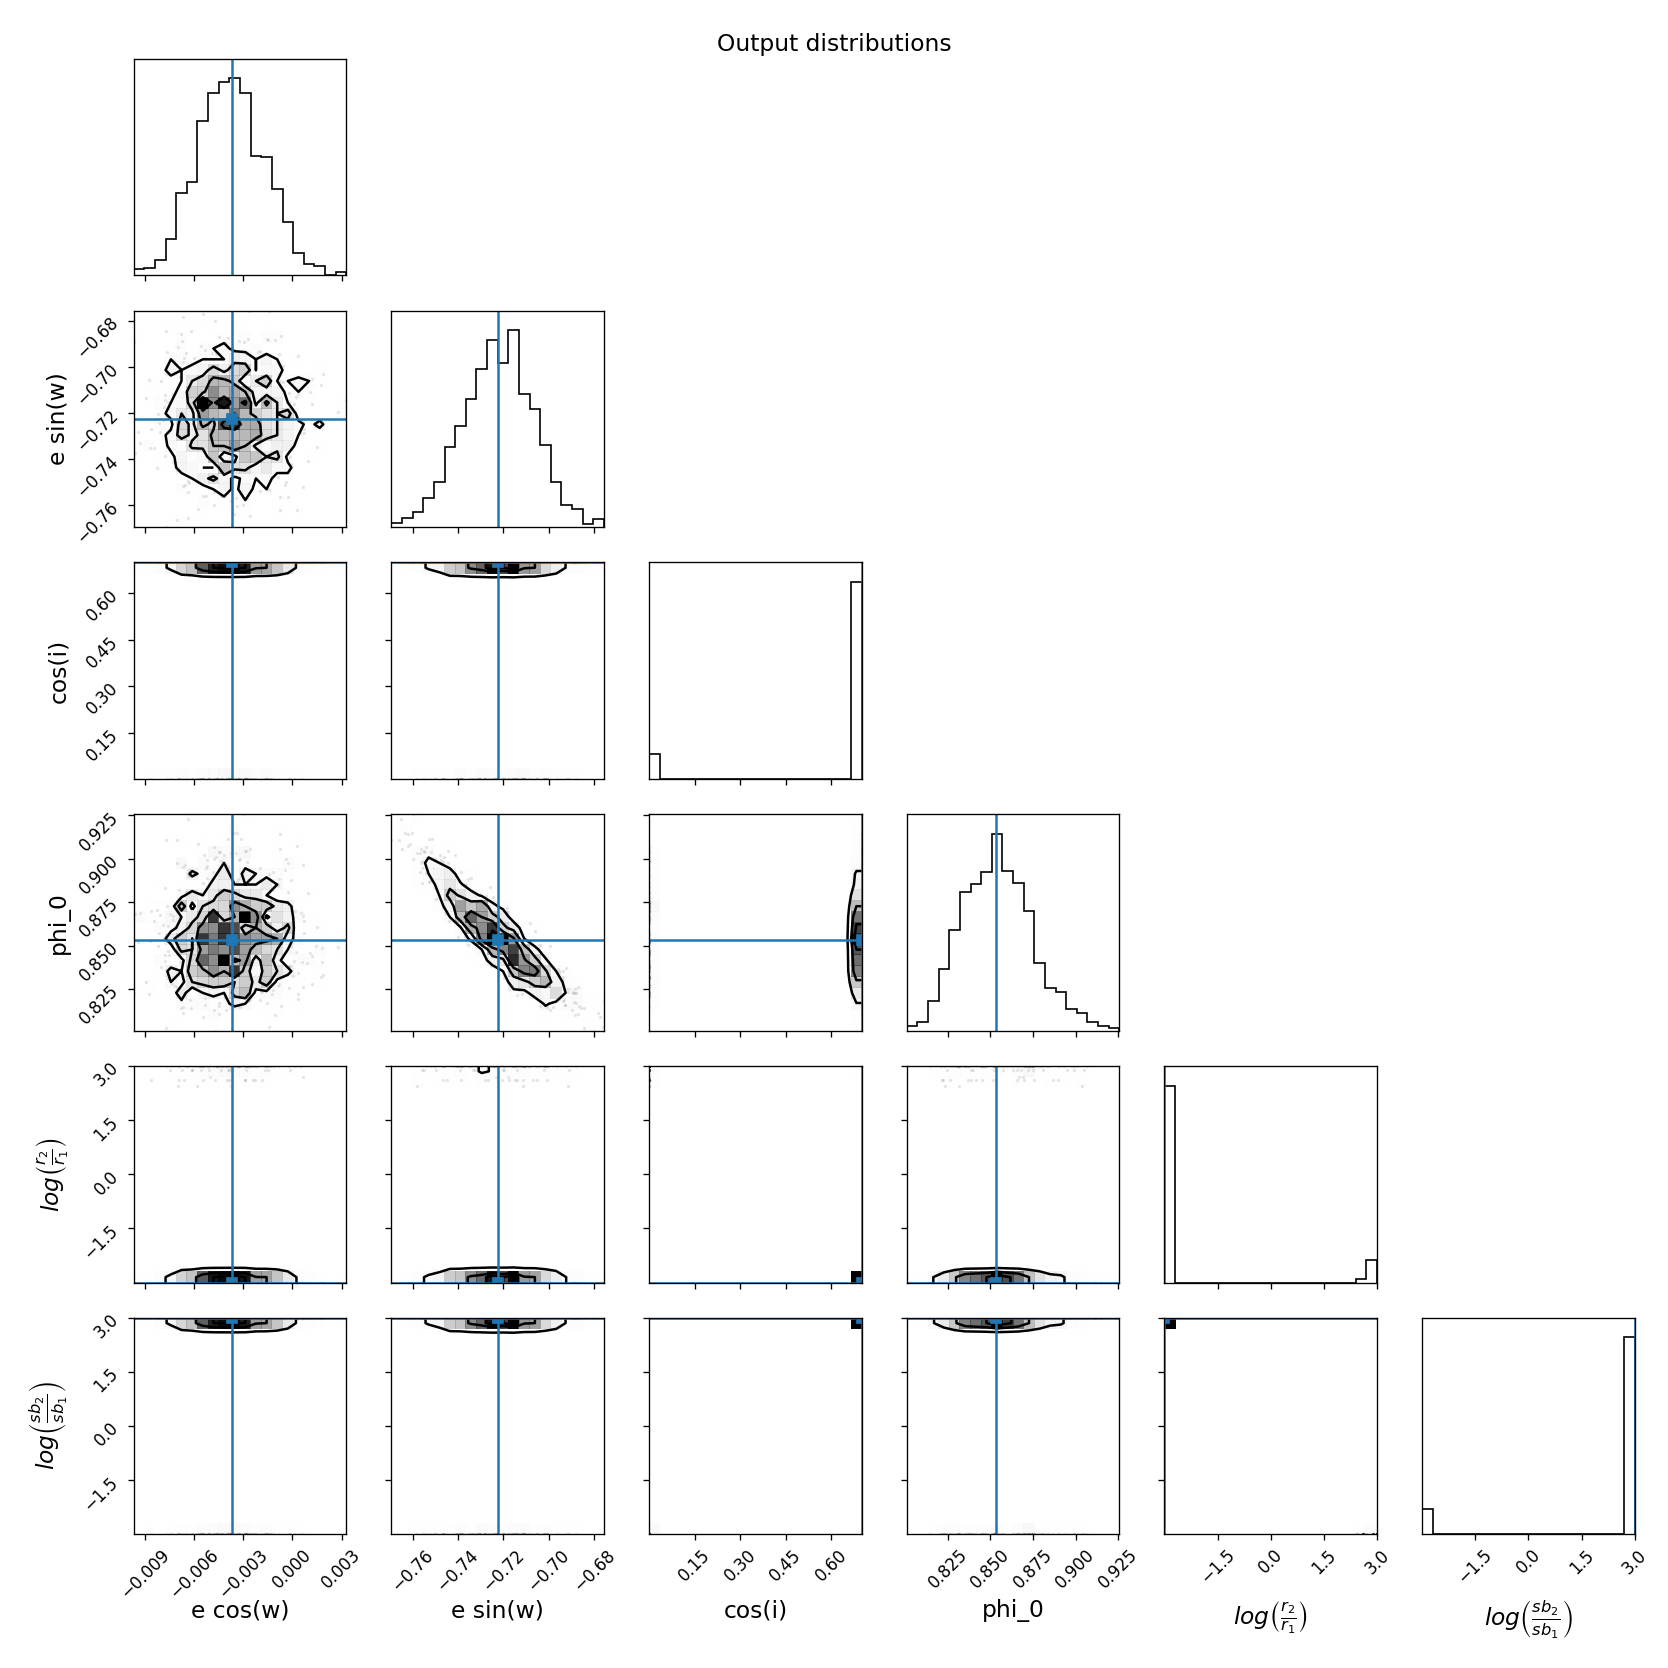 Output distributions
−0.68
−0.70
−0.72
−0.74
−0.76
e sin(w)
0.60
0.45
0.30
0.15
cos(i)
0.925
0.900
0.875
0.850
0.825
phi_0
3.0
1.5
0.0
−1.5
log(r2/r1)
3.0
1.5
0.0
−1.5
log(sb2/sb1)
−0.009 −0.006 −0.003 0.000 0.003 −0.76 −0.74 −0.72 −0.70 −0.68 0.15 0.30 0.45 0.60 0.825 0.850 0.875 0.900 0.925 −1.5 0.0 1.5 3.0 −1.5 0.0 1.5 3.0
e cos(w) e sin(w) cos(i) phi_0 log(r2/r1) log(sb2/sb1)